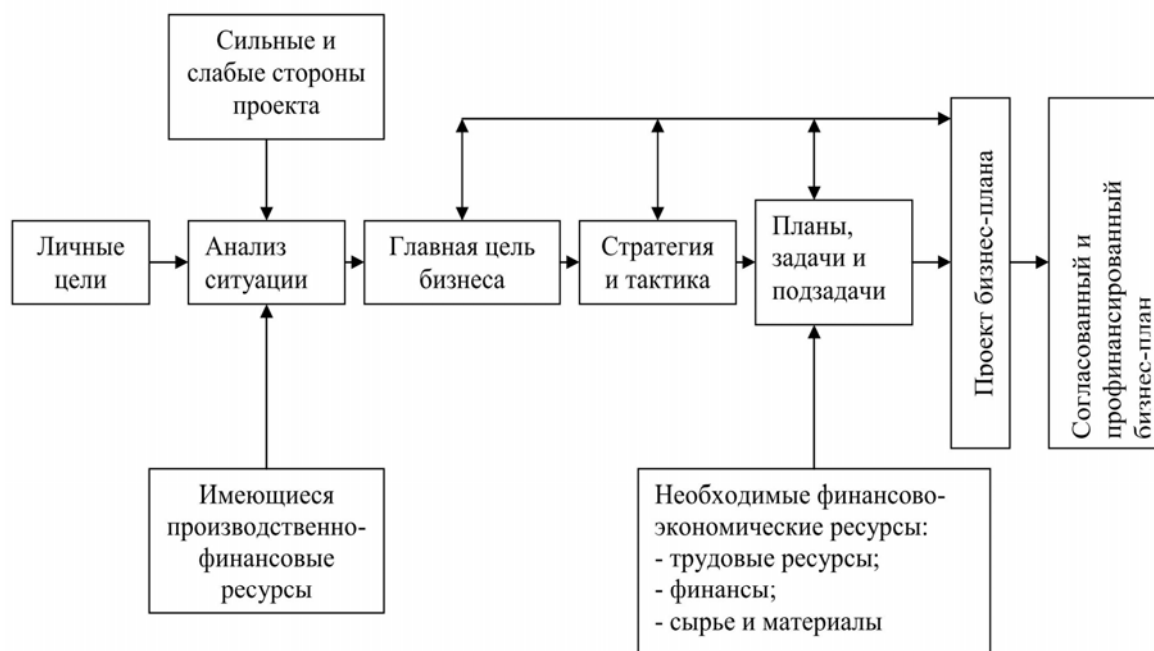 Сильные и
слабые стороны
проекта
Личные
цели
Анализ
ситуации
Главная цель
бизнеса
Стратегия
и тактика
Планы,
задачи и
подзадачи
Проект бизнес-плана
Согласованный и
профинансированный
бизнес-план
Имеющиеся
производственно-
финансовые
ресурсы
Необходимые финансово-
экономические ресурсы:
- трудовые ресурсы;
- финансы;
- сырье и материалы